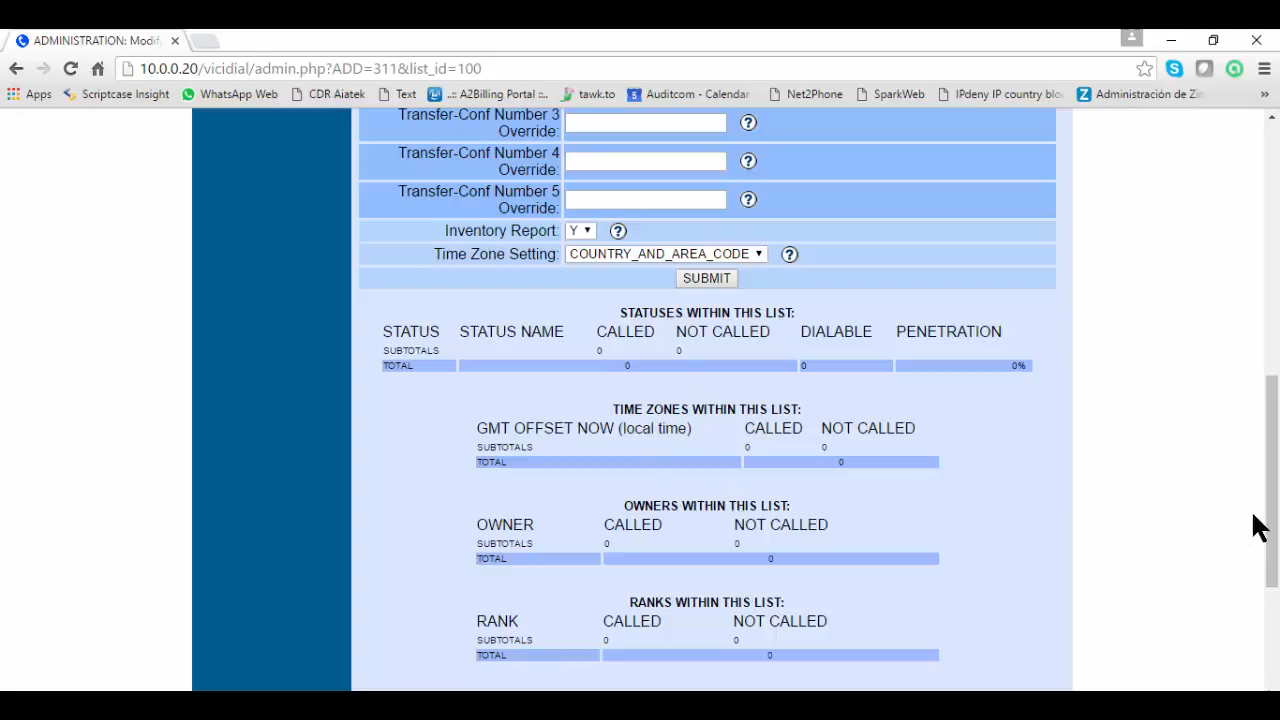 ADMINISTRATION: Modif
10.0.0.20/vicidial/admin.php?ADD=311&list_id=100
Apps Scriptcase Insight WhatsApp Web CDR Aiatek Text ..:: A2Billing Portal ::.. tawk.to 5 Auditcom - Calendar Net2Phone SparkWeb IPdeny IP country blo Z Administración de Zim »
Transfer-Conf Number 3
Override: ?
Transfer-Conf Number 4
Override: ?
Transfer-Conf Number 5
Override: ?
Inventory Report: Y ?
Time Zone Setting: COUNTRY_AND_AREA_CODE ?
SUBMIT
STATUSES WITHIN THIS LIST:
STATUS STATUS NAME CALLED NOT CALLED DIALABLE PENETRATION
SUBTOTALS 0 0
TOTAL 0 0 0%
TIME ZONES WITHIN THIS LIST:
GMT OFFSET NOW (local time) CALLED NOT CALLED
SUBTOTALS 0 0
TOTAL 0
OWNERS WITHIN THIS LIST:
OWNER CALLED NOT CALLED
SUBTOTALS 0 0
TOTAL 0
RANKS WITHIN THIS LIST:
RANK CALLED NOT CALLED
SUBTOTALS 0 0
TOTAL 0